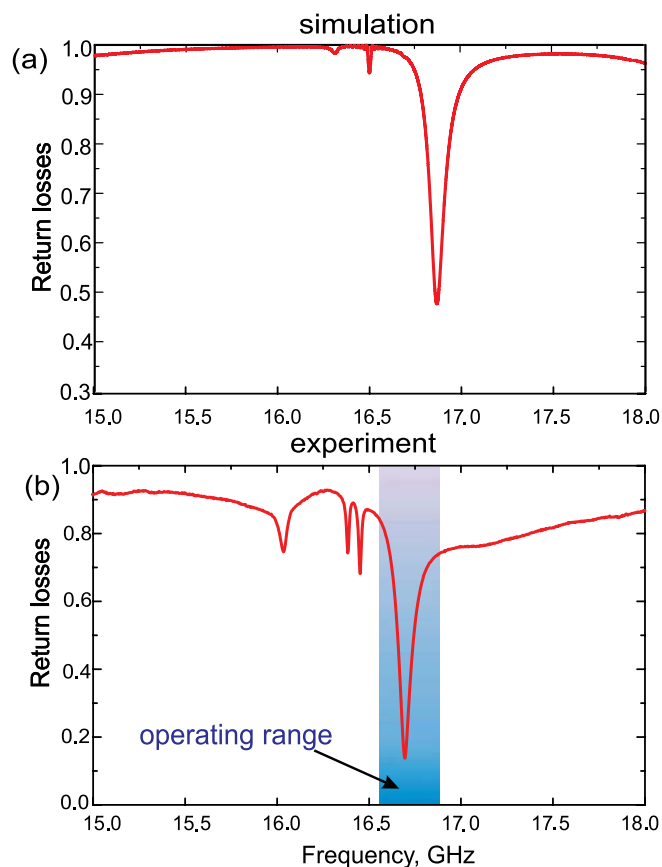 simulation
(a)
Return losses
1.0
0.9
0.8
0.7
0.6
0.5
0.4
0.3
15.0 15.5 16.0 16.5 17.0 17.5 18.0
experiment
(b)
Return losses
1.0
0.8
0.6
0.4
0.2
0.0
operating range
15.0 15.5 16.0 16.5 17.0 17.5 18.0
Frequency, GHz